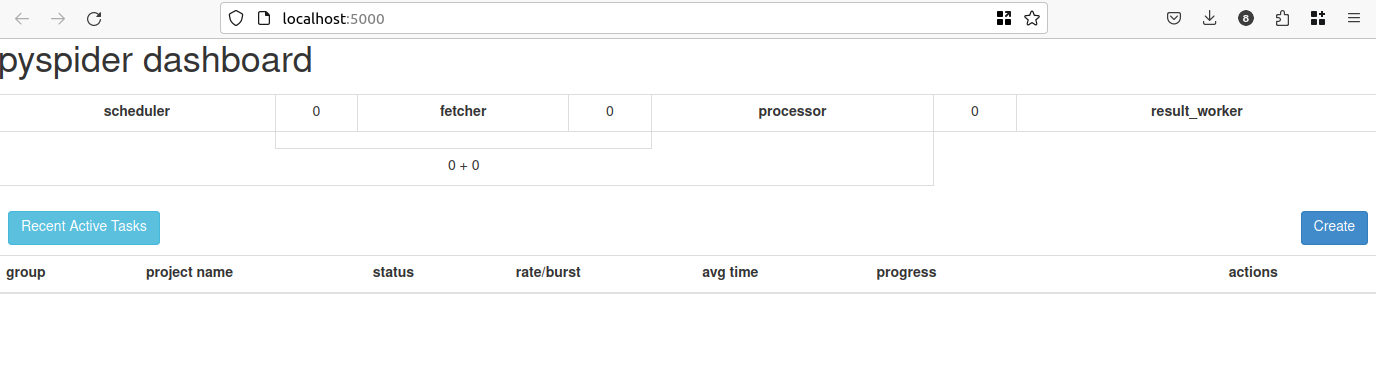 localhost:5000
8
pyspider dashboard
scheduler 0 fetcher 0 processor 0 result_worker
0 + 0
Recent Active Tasks Create
group project name status rate/burst avg time progress actions